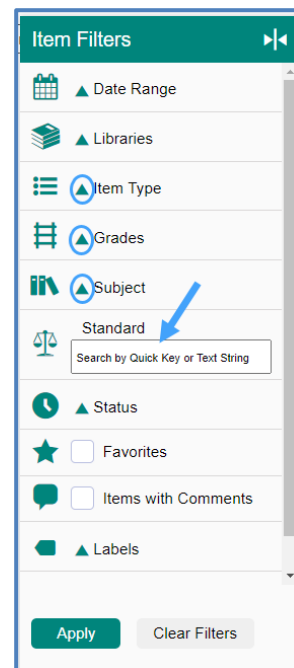 Item Filters
Date Range
Libraries
Item Type
Grades
Subject
Standard
Search by Quick Key or Text String
Status
Favorites
Items with Comments
Labels
Apply Clear Filters